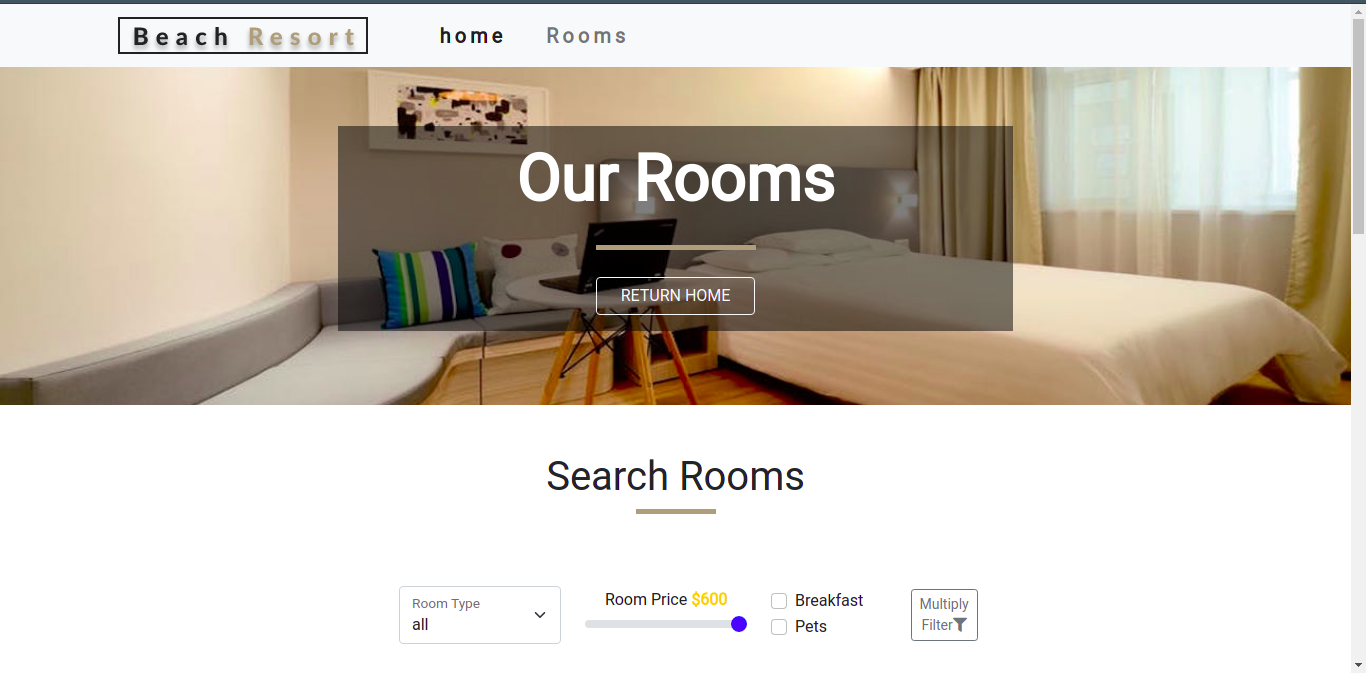 Beach Resort
home
Rooms
Our Rooms
RETURN HOME
Search Rooms
Room Type
all
Room Price $600
Breakfast
Pets
Multiply
Filter